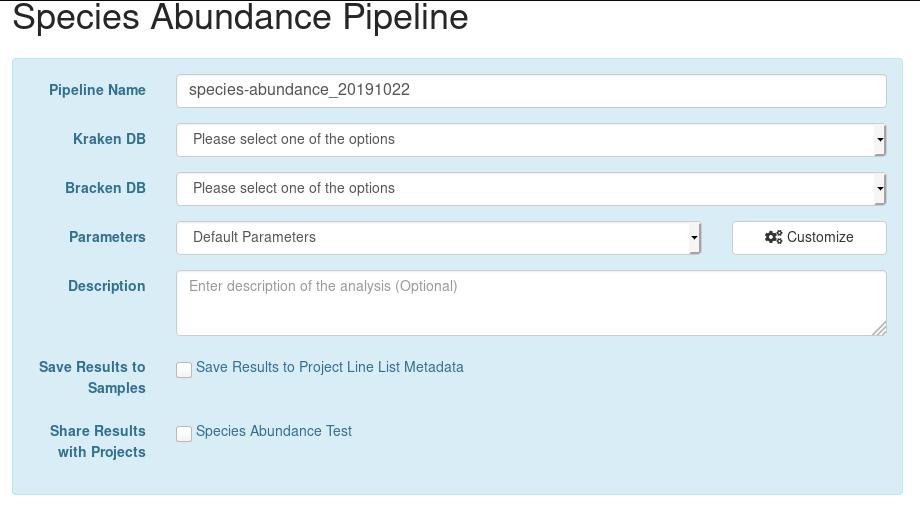 Species Abundance Pipeline
Pipeline Name
species-abundance_20191022
Kraken DB
Please select one of the options
Bracken DB
Please select one of the options
Parameters
Default Parameters
Customize
Description
Enter description of the analysis (Optional)
Save Results to
Samples
Save Results to Project Line List Metadata
Share Results
with Projects
Species Abundance Test